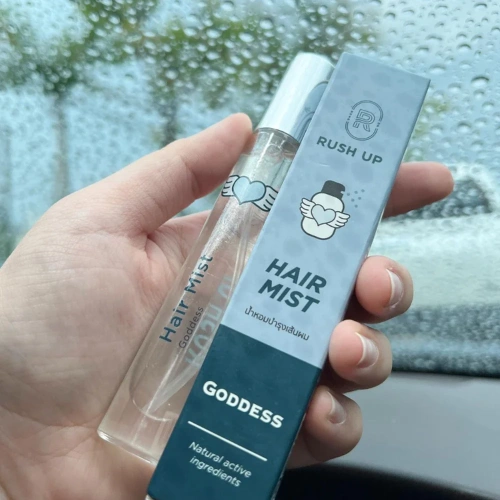 R
RUSH UP
HAIR
MIST
น้ำหอมบำรุงเส้นผม
GODDESS
Natural active
ingredients
Hair Mist
-Goddess